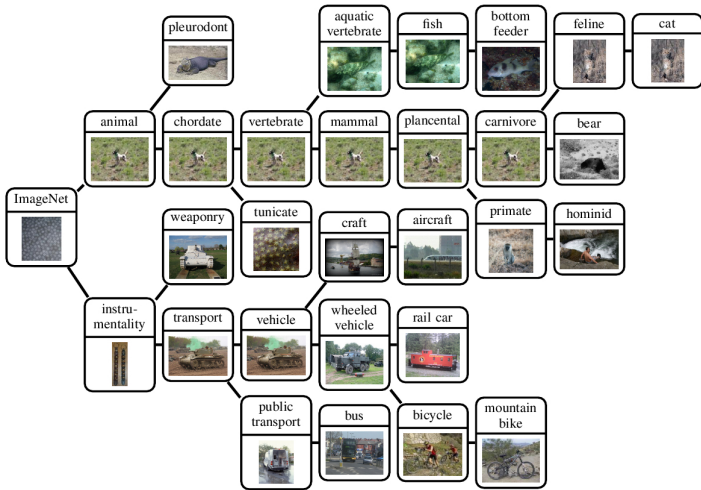 aquatic
vertebrate
fish
bottom
feeder
feline
cat
pleurodont
animal
chordate
vertebrate
mammal
plancental
carnivore
bear
ImageNet
weaponry
tunicate
craft
aircraft
primate
hominid
instru-
mentality
transport
vehicle
wheeled
vehicle
rail car
public
transport
bus
bicycle
mountain
bike